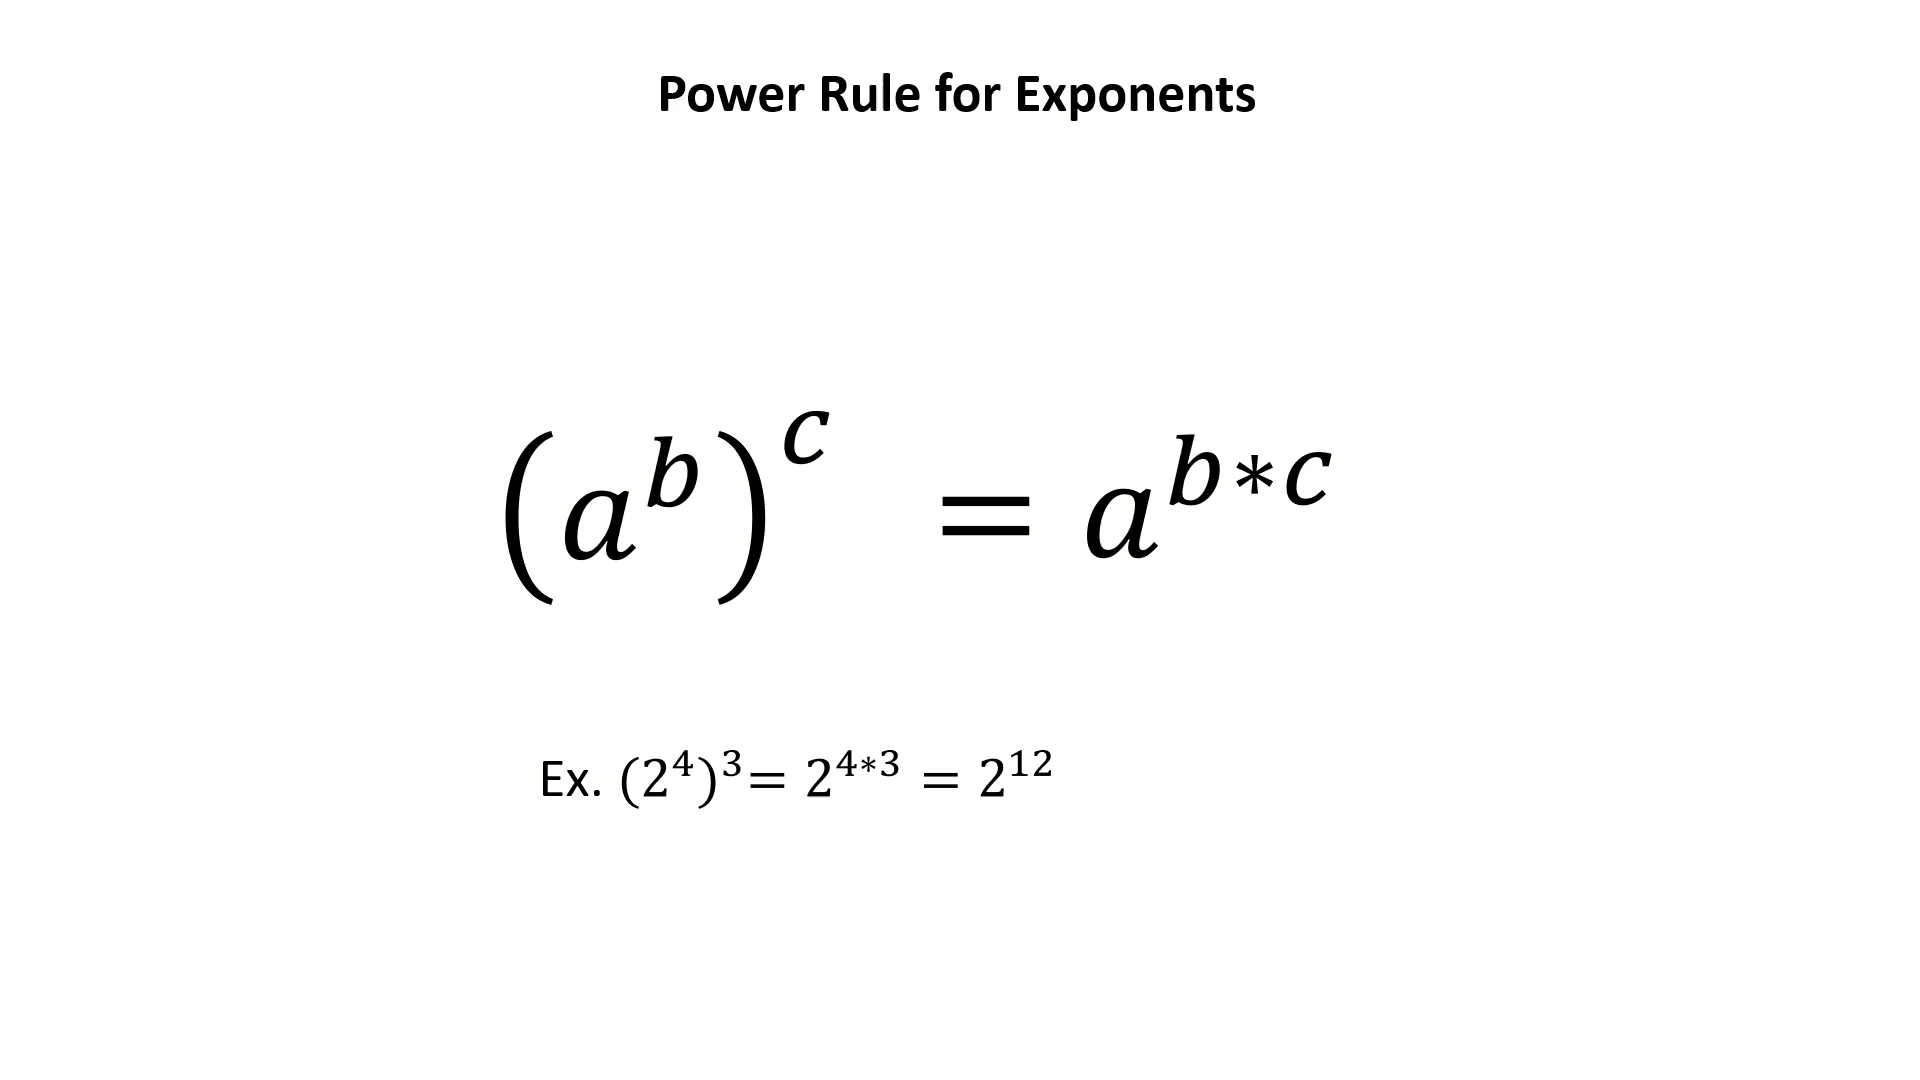 Power Rule for Exponents
(a^b)^c = a^{b*c}
Ex. (2^4)^3= 2^{4*3} = 2^{12}